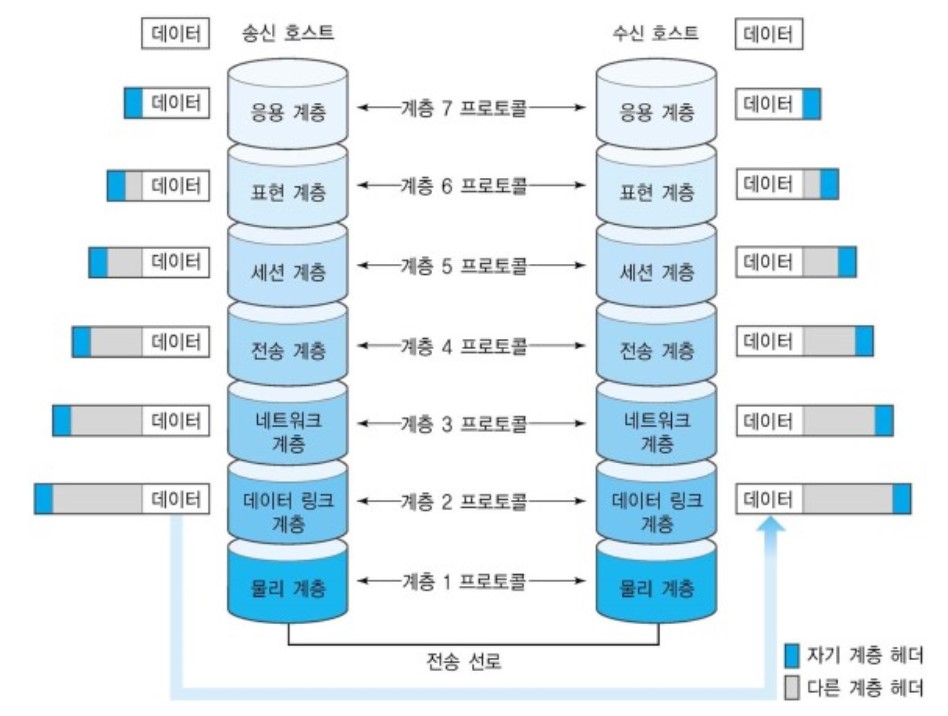 데이터 송신 호스트 수신 호스트 데이터
데이터 응용 계층 계층 7 프로토콜 응용 계층 데이터
데이터 표현 계층 계층 6 프로토콜 표현 계층 데이터
데이터 세션 계층 계층 5 프로토콜 세션 계층 데이터
데이터 전송 계층 계층 4 프로토콜 전송 계층 데이터
데이터 네트워크 계층 계층 3 프로토콜 네트워크 계층 데이터
데이터 데이터 링크 계층 계층 2 프로토콜 데이터 링크 계층 데이터
물리 계층 계층 1 프로토콜 물리 계층
전송 선로
자기 계층 헤더
다른 계층 헤더